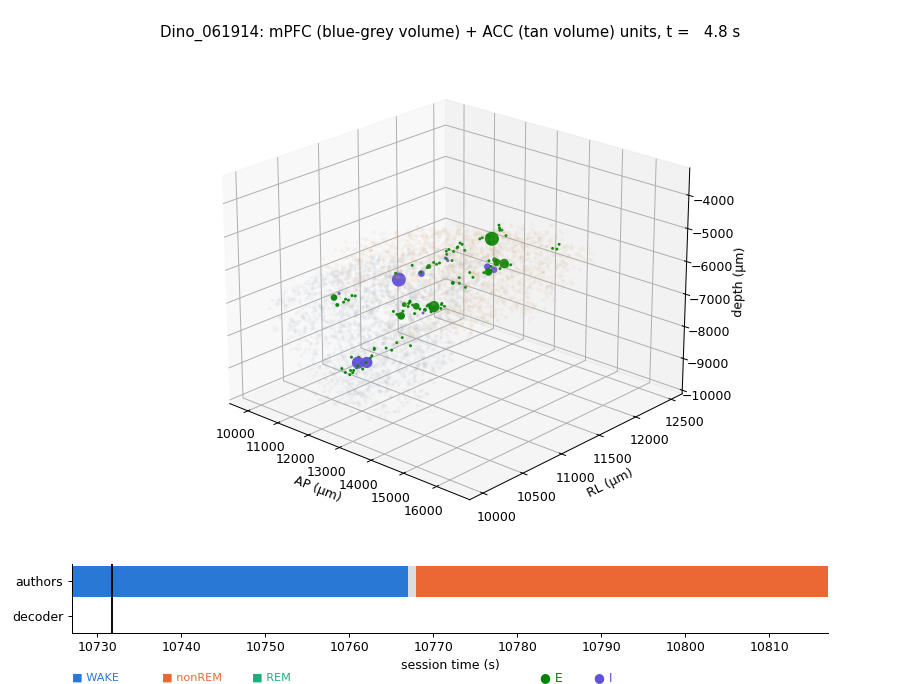 Dino_061914: mPFC (blue-grey volume) + ACC (tan volume) units, t =   4.8 s
−4000
−5000
−6000
−7000
−8000
−9000
−10000
depth (μm)
10000
11000
12000
13000
14000
15000
16000
AP (μm)
10000
10500
11000
11500
12000
12500
RL (μm)
authors
decoder
10730 10740 10750 10760 10770 10780 10790 10800 10810
session time (s)
WAKE nonREM REM E I